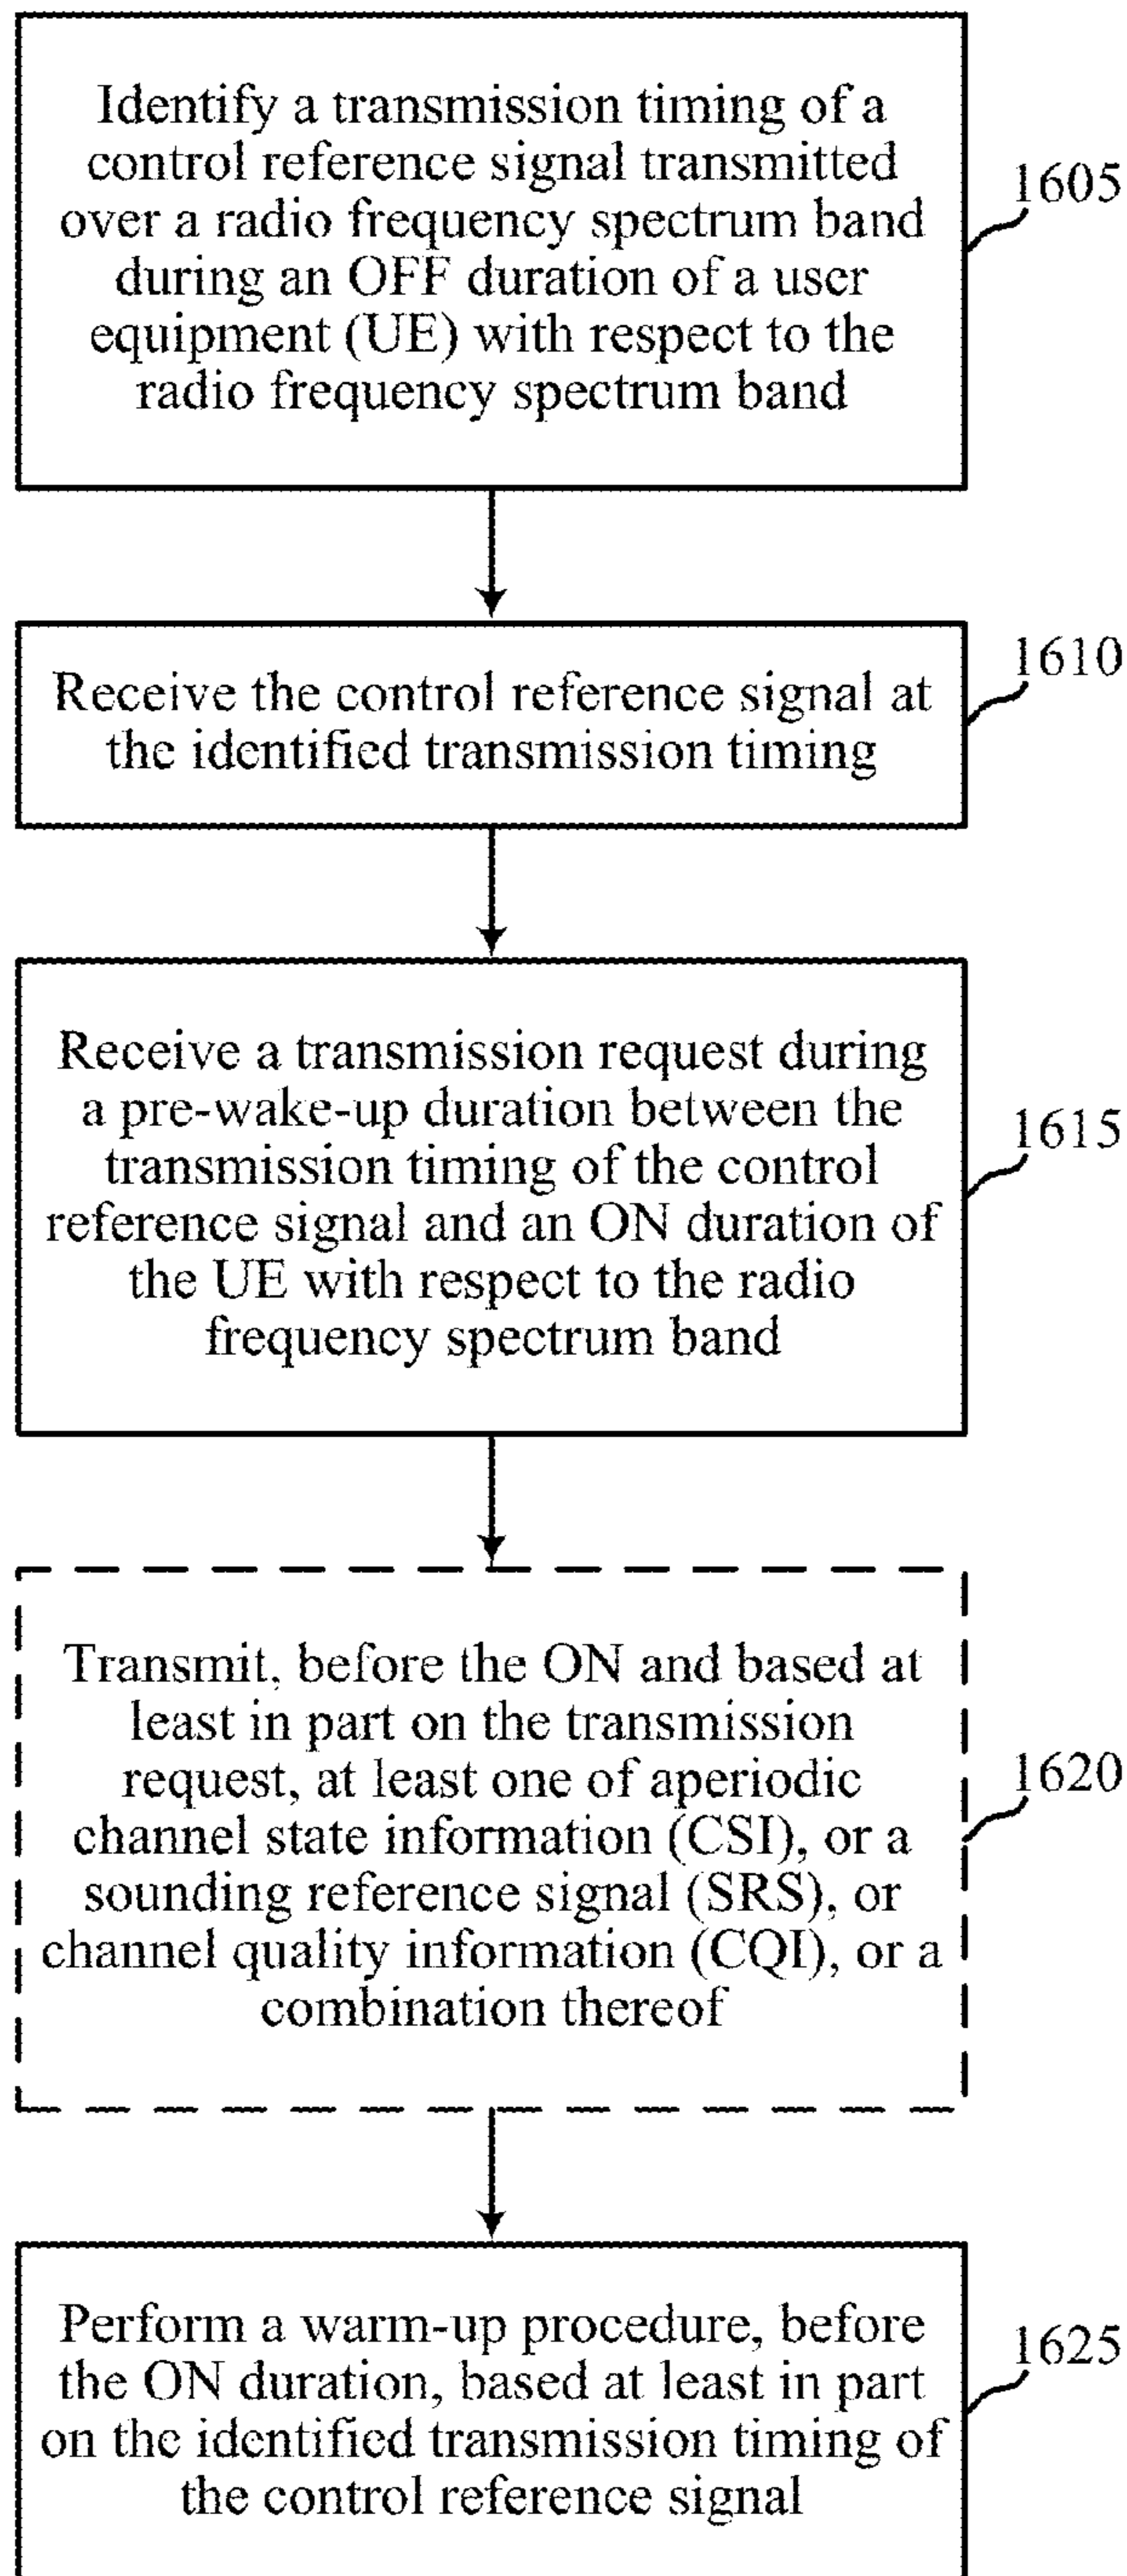 Identify a transmission timing of a
control reference signal transmitted
over a radio frequency spectrum band
during an OFF duration of a user
equipment (UE) with respect to the
radio frequency spectrum band
1605
Receive the control reference signal at
the identified transmission timing
1610
Receive a transmission request during
a pre-wake-up duration between the
transmission timing of the control
reference signal and an ON duration of
the UE with respect to the radio
frequency spectrum band
1615
Transmit, before the ON and based at
least in part on the transmission
request, at least one of aperiodic
channel state information (CSI), or a
sounding reference signal (SRS), or
channel quality information (CQI), or a
combination thereof
1620
Perform a warm-up procedure, before
the ON duration, based at least in part
on the identified transmission timing of
the control reference signal
1625